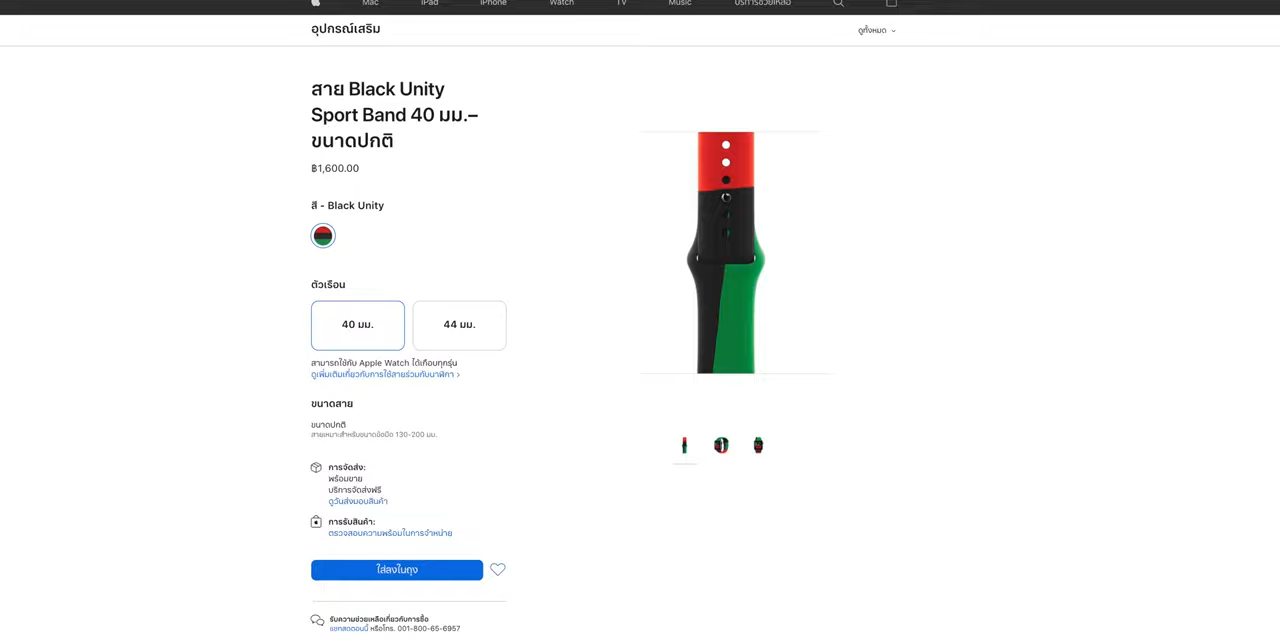 Mac iPad iPhone Watch TV Music บริการช่วยเหลือ
อุปกรณ์เสริม
ดูทั้งหมด
สาย Black Unity
Sport Band 40 มม.–
ขนาดปกติ
฿1,600.00
สี - Black Unity
ตัวเรือน
40 มม.
44 มม.
สามารถใช้กับ Apple Watch ได้เกือบทุกรุ่น
ดูเพิ่มเติมเกี่ยวกับการใช้สายร่วมกับนาฬิกา ›
ขนาดสาย
ขนาดปกติ
สายเหมาะสำหรับขนาดข้อมือ 130-200 มม.
การจัดส่ง:
พร้อมขาย
บริการจัดส่งฟรี
ดูวันส่งมอบสินค้า
การรับสินค้า:
ตรวจสอบความพร้อมในการจำหน่าย
ใส่ลงในถุง
รับความช่วยเหลือเกี่ยวกับการซื้อ
แชทสดตอนนี้ หรือโทร. 001-800-65-6957